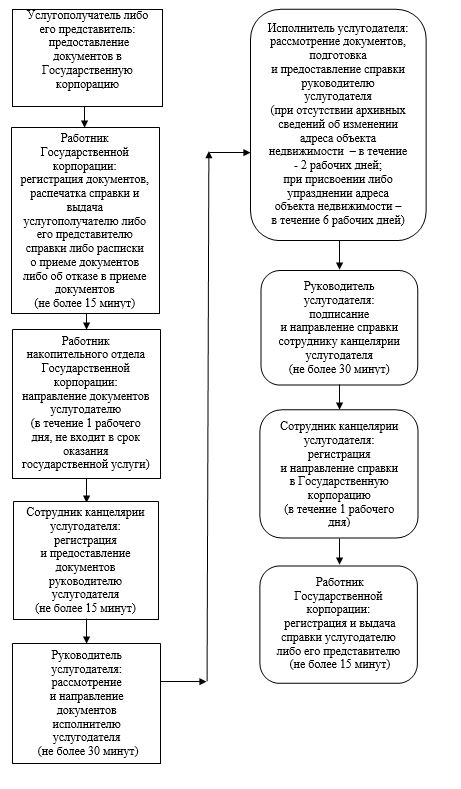 Услугополучатель либо
его представитель:
предоставление
документов в
Государственную
корпорацию
Работник
Государственной
корпорации:
регистрация документов,
распечатка справки и
выдача
услугополучателю либо
его представителю
справки либо расписки
о приеме документов
либо об отказе в приеме
документов
(не более 15 минут)
Работник
накопительного отдела
Государственной
корпорации:
направление документов
услугодателю
(в течение 1 рабочего
дня, не входит в срок
оказания
государственной услуги)
Сотрудник канцелярии
услугодателя:
регистрация
и предоставление
документов
руководителю
услугодателя
(не более 15 минут)
Руководитель
услугодателя:
рассмотрение
и направление
документов
исполнителю
услугодателя
(не более 30 минут)
Исполнитель услугодателя:
рассмотрение документов,
подготовка
и предоставление справки
руководителю
услугодателя
(при отсутствии архивных
сведений об изменении
адреса объекта
недвижимости – в течение
- 2 рабочих дней;
при присвоении либо
упразднении адреса
объекта недвижимости –
в течение 6 рабочих дней)
Руководитель
услугодателя:
подписание
и направление справки
сотруднику канцелярии
услугодателя
(не более 30 минут)
Сотрудник канцелярии
услугодателя:
регистрация
и направление справки
в Государственную
корпорацию
(в течение 1 рабочего
дня)
Работник
Государственной
корпорации:
регистрация и выдача
справки услугодателю
либо его представителю
(не более 15 минут)